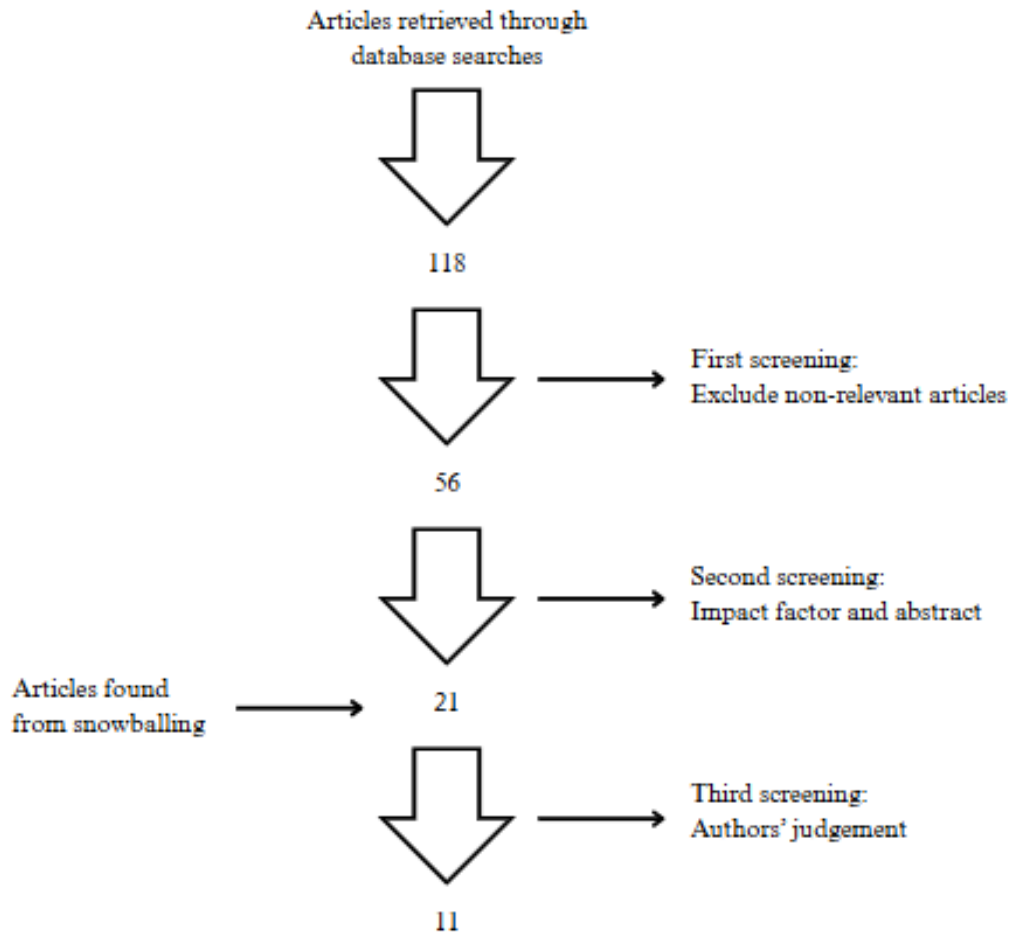 Articles retrieved through
database searches
118
First screening:
Exclude non-relevant articles
56
Second screening:
Impact factor and abstract
Articles found
from snowballing
21
Third screening:
Authors' judgement
11